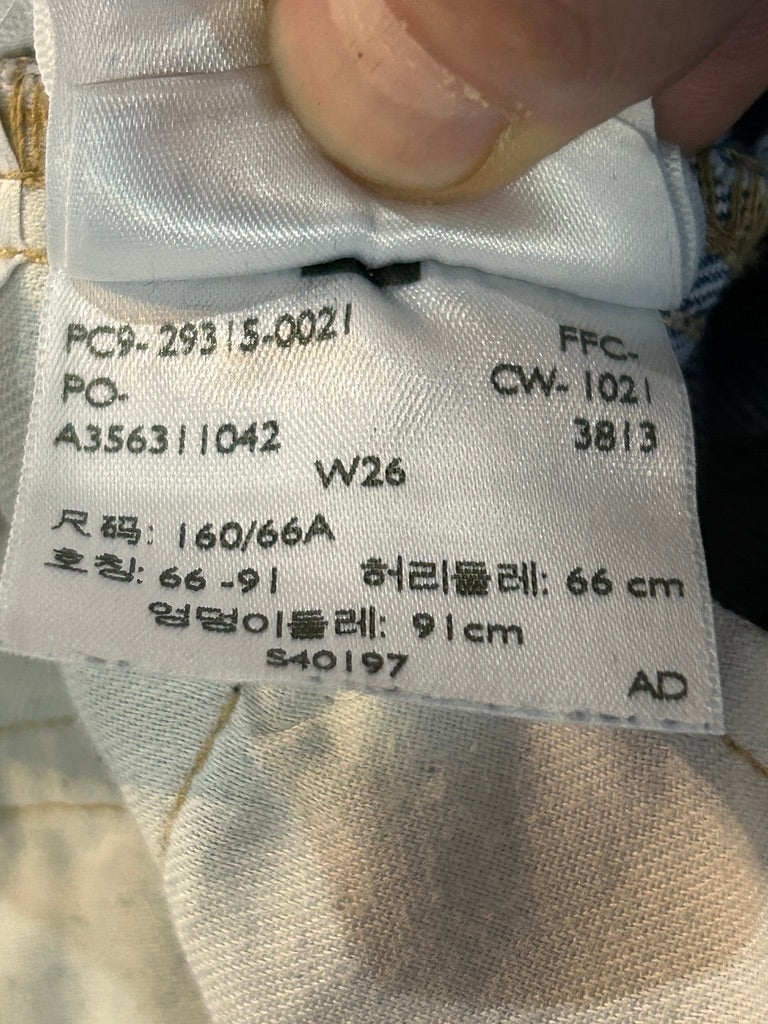 PC9-29315-0021 FFC-
PO- CW-1021
A356311042 3813
W26
尺码: 160/66A
호칭: 66-91 허리둘레: 66 cm
엉덩이둘레: 91cm
S40197
AD